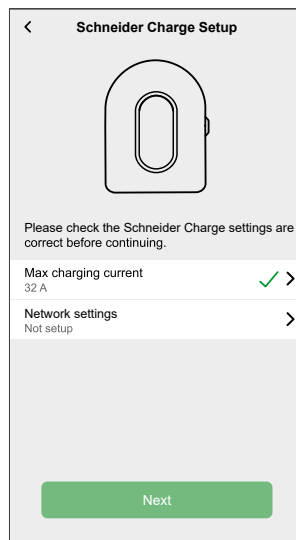 Schneider Charge Setup
Please check the Schneider Charge settings are
correct before continuing.
Max charging current
32 A
Network settings
Not setup
Next